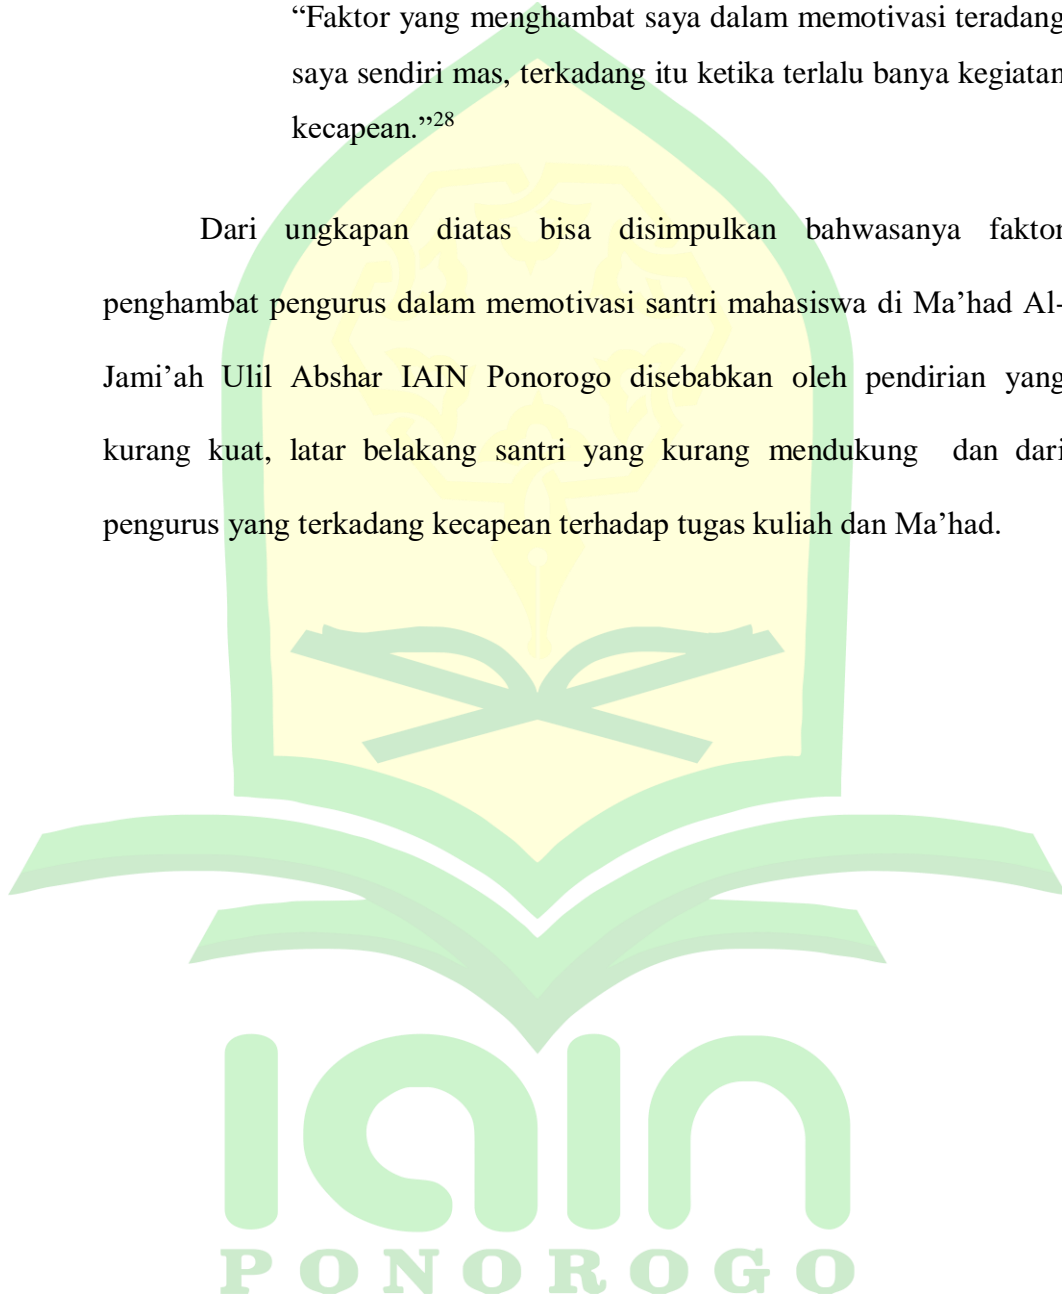 “Faktor yang menghambat saya dalam memotivasi teradang
saya sendiri mas, terkadang itu ketika terlalu banya kegiatan
kecapean.”28
Dari ungkapan diatas bisa disimpulkan bahwasanya faktor
penghambat pengurus dalam memotivasi santri mahasiswa di Ma’had Al-
Jami’ah Ulil Abshar IAIN Ponorogo disebabkan oleh pendirian yang
kurang kuat, latar belakang santri yang kurang mendukung dan dari
pengurus yang terkadang kecapean terhadap tugas kuliah dan Ma’had.
IAIN
PONOROGO